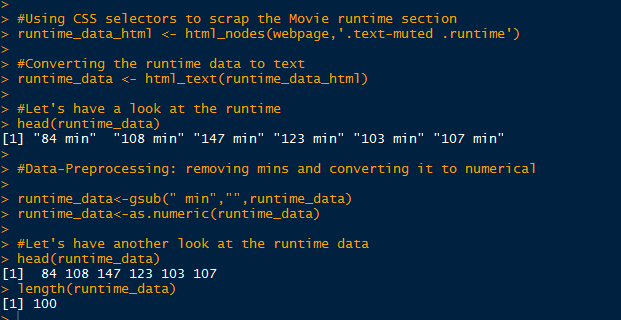 >
> #Using CSS selectors to scrap the Movie runtime section
> runtime_data_html <- html_nodes(webpage,'.text-muted .runtime')
>
> #Converting the runtime data to text
> runtime_data <- html_text(runtime_data_html)
>
> #Let's have a look at the runtime
> head(runtime_data)
[1] "84 min"  "108 min" "147 min" "123 min" "103 min" "107 min"
>
> #Data-Preprocessing: removing mins and converting it to numerical
>
> runtime_data<-gsub(" min","",runtime_data)
> runtime_data<-as.numeric(runtime_data)
>
> #Let's have another look at the runtime data
> head(runtime_data)
[1]  84 108 147 123 103 107
> length(runtime_data)
[1] 100
>